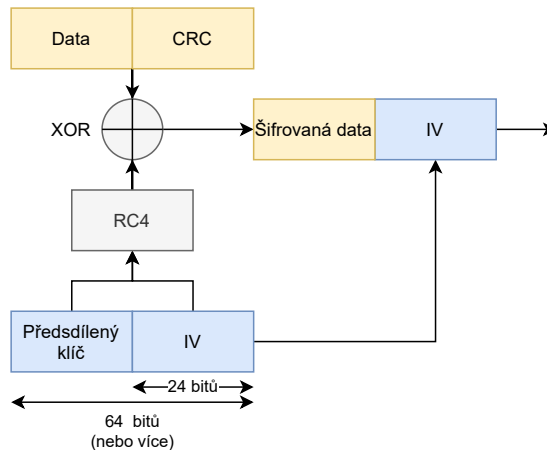 Data
CRC
XOR
Šifrovaná data
IV
RC4
Předsdílený
klíč
IV
24 bitů
64 bitů
(nebo více)